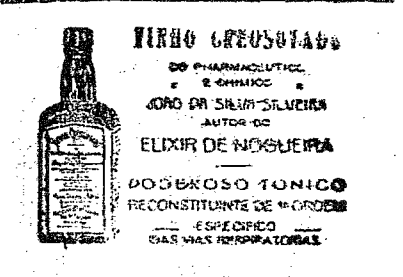 VINHO CREOSOTADO
DO PHARMACEUTICO
E CHIMICO
JOÃO DA SILVA SILVEIRA
AUTOR DO
ELIXIR DE NOGUEIRA
PODEROSO TONICO
RECONSTITUINTE DE 1ª ORDEM
ESPECIFICO
DAS VIAS RESPIRATORIAS